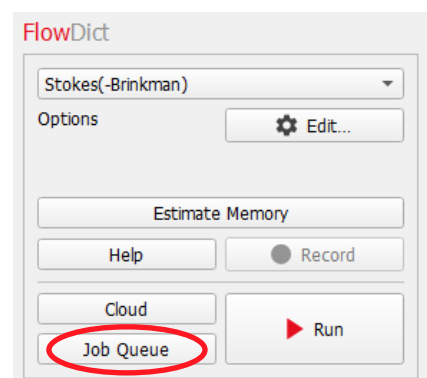 FlowDict
Stokes(-Brinkman)
Options
Edit...
Estimate Memory
Help
Record
Cloud
Run
Job Queue